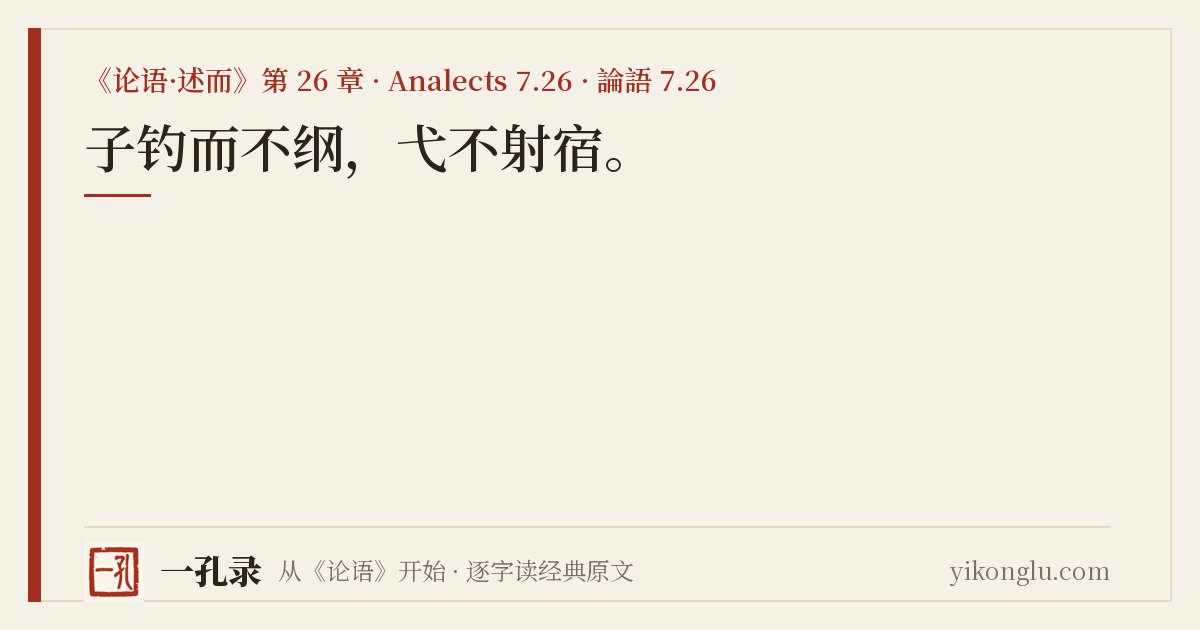 《论语·述而》第 26 章 · Analects 7.26 · 論語 7.26
子钓而不纲，弋不射宿。
一孔
一孔录 从《论语》开始 · 逐字读经典原文 yikonglu.com